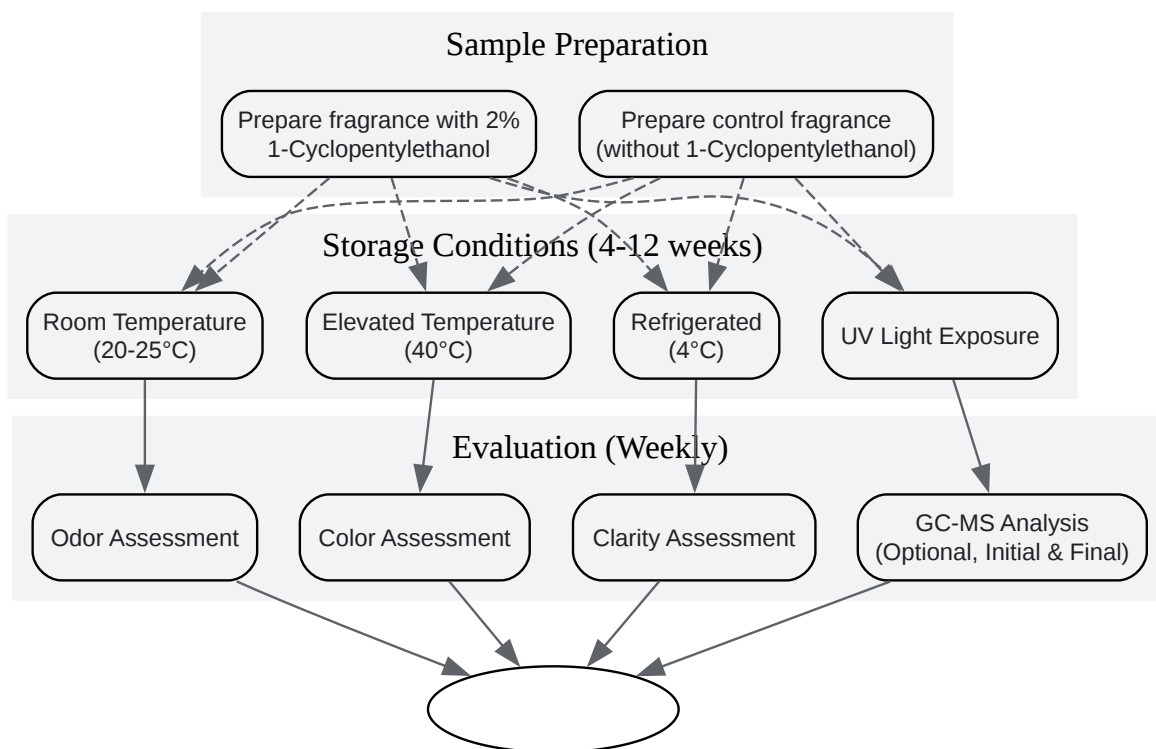 Sample Preparation
Prepare fragrance with 2%
1-Cyclopentylethanol
Prepare control fragrance
(without 1-Cyclopentylethanol)
Storage Conditions (4-12 weeks)
Room Temperature
(20-25°C)
Elevated Temperature
(40°C)
Refrigerated
(4°C)
UV Light Exposure
Evaluation (Weekly)
Odor Assessment
Color Assessment
Clarity Assessment
GC-MS Analysis
(Optional, Initial & Final)